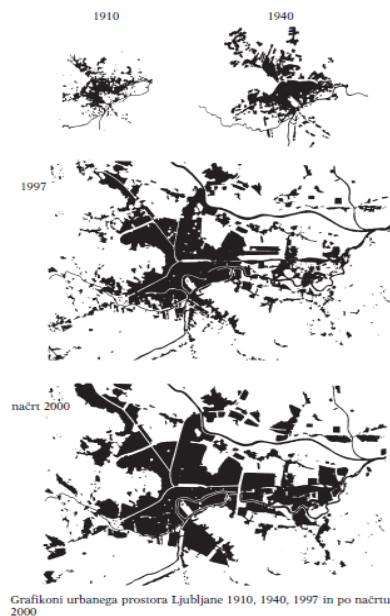 1910
1940
1997
načrt 2000
Grafikoni urbanega prostora Ljubljane 1910, 1940, 1997 in po načrtu
2000